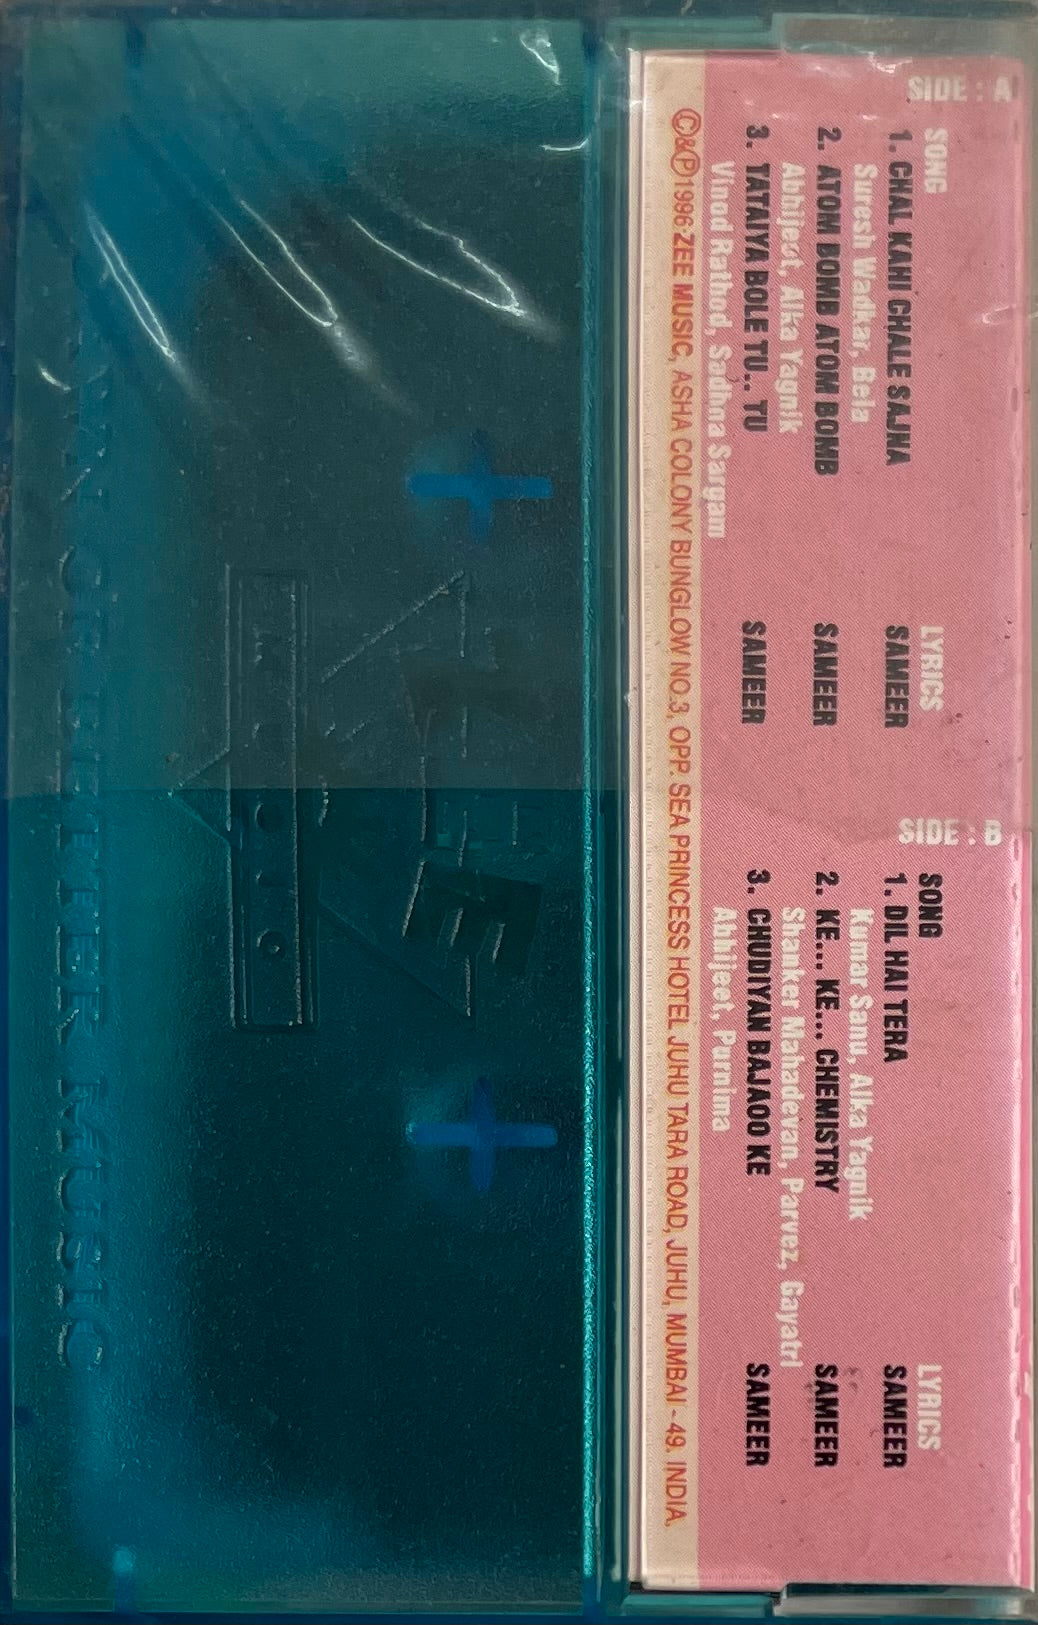 SIDE : A
SONG LYRICS
1. CHAL KAHI CHALE SAJNA SAMEER
Suresh Wadkar, Bela
2. ATOM BOMB ATOM BOMB SAMEER
Abhijeet, Alka Yagnik
3. TATAIYA BOLE TU.. TU SAMEER
Vinod Rathod, Sadhna Sargam
SIDE : B
SONG LYRICS
1. DIL HAI TERA SAMEER
Kumar Sanu, Alka Yagnik
2. KE... KE... CHEMISTRY SAMEER
Shanker Mahadevan, Parvez, Gayatri
3. CHUDIYAN BAJAOO KE SAMEER
Abhijeet, Purnima
©&℗1996·ZEE MUSIC, ASHA COLONY BUNGLOW NO.3, OPP. SEA PRINCESS HOTEL JUHU TARA ROAD, JUHU, MUMBAI - 49. INDIA.
MUSIC